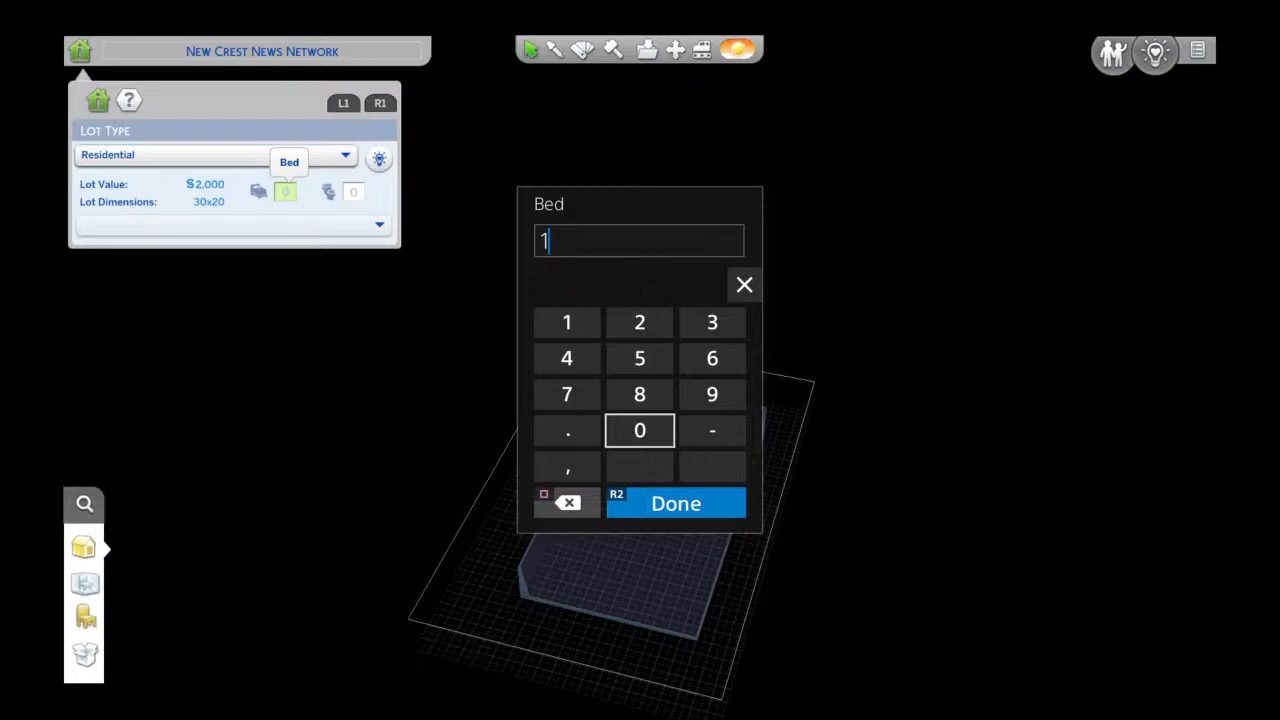 NEW CREST NEWS NETWORK
?
L1
R1
LOT TYPE
Residential
Bed
Lot Value:
§2,000
0
0
Lot Dimensions:
30x20
Bed
1
1
2
3
4
5
6
7
8
9
.
0
-
,
R2
Done